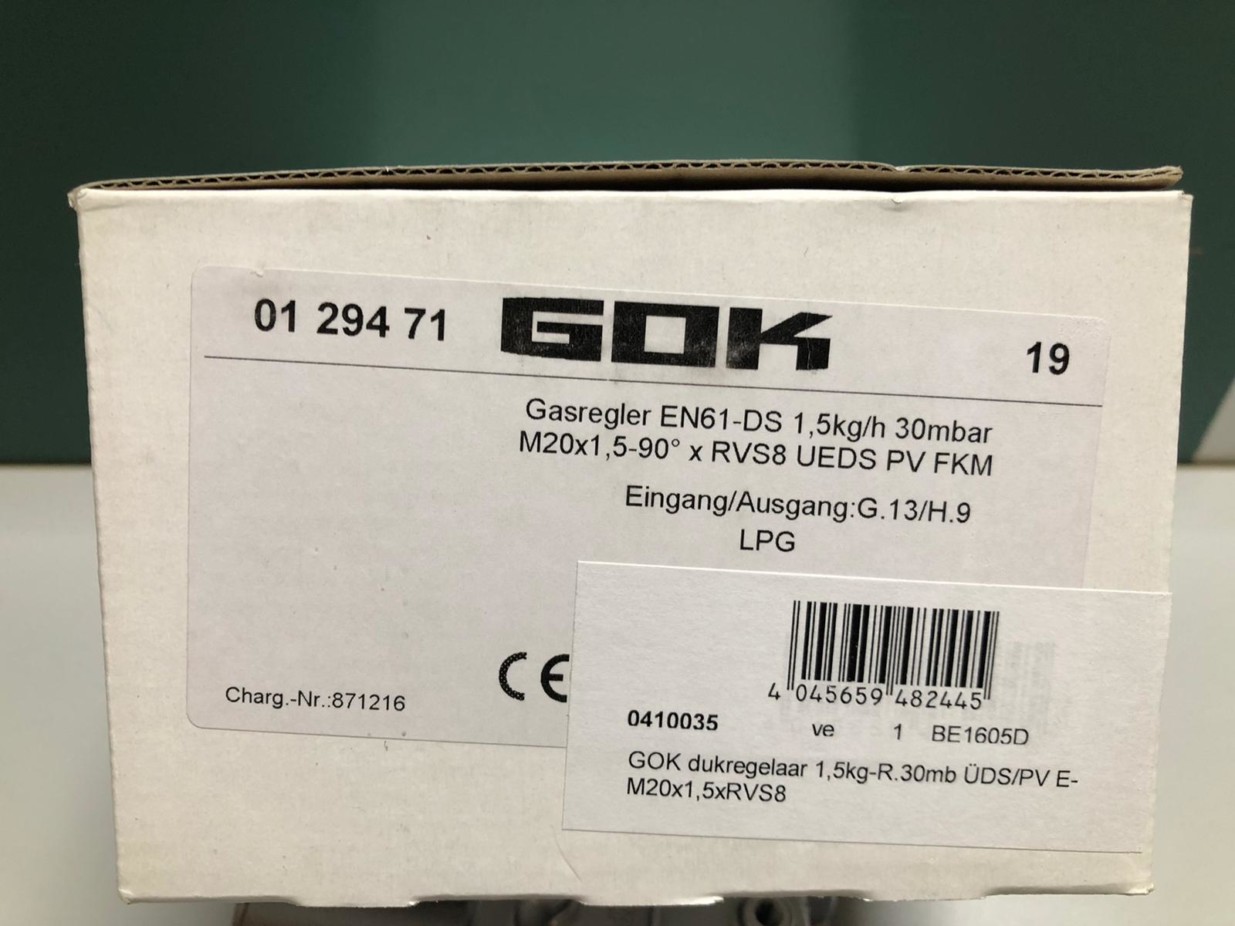 01 294 71 GOK 19
Gasregler EN61-DS 1,5kg/h 30mbar
M20x1,5-90° x RVS8 UEDS PV FKM
Eingang/Ausgang:G.13/H.9
LPG
Charg.-Nr.:871216 CE
4 045659 482445
0410035 ve 1 BE1605D
GOK dukregelaar 1,5kg-R.30mb ÜDS/PV E-
M20x1,5xRVS8